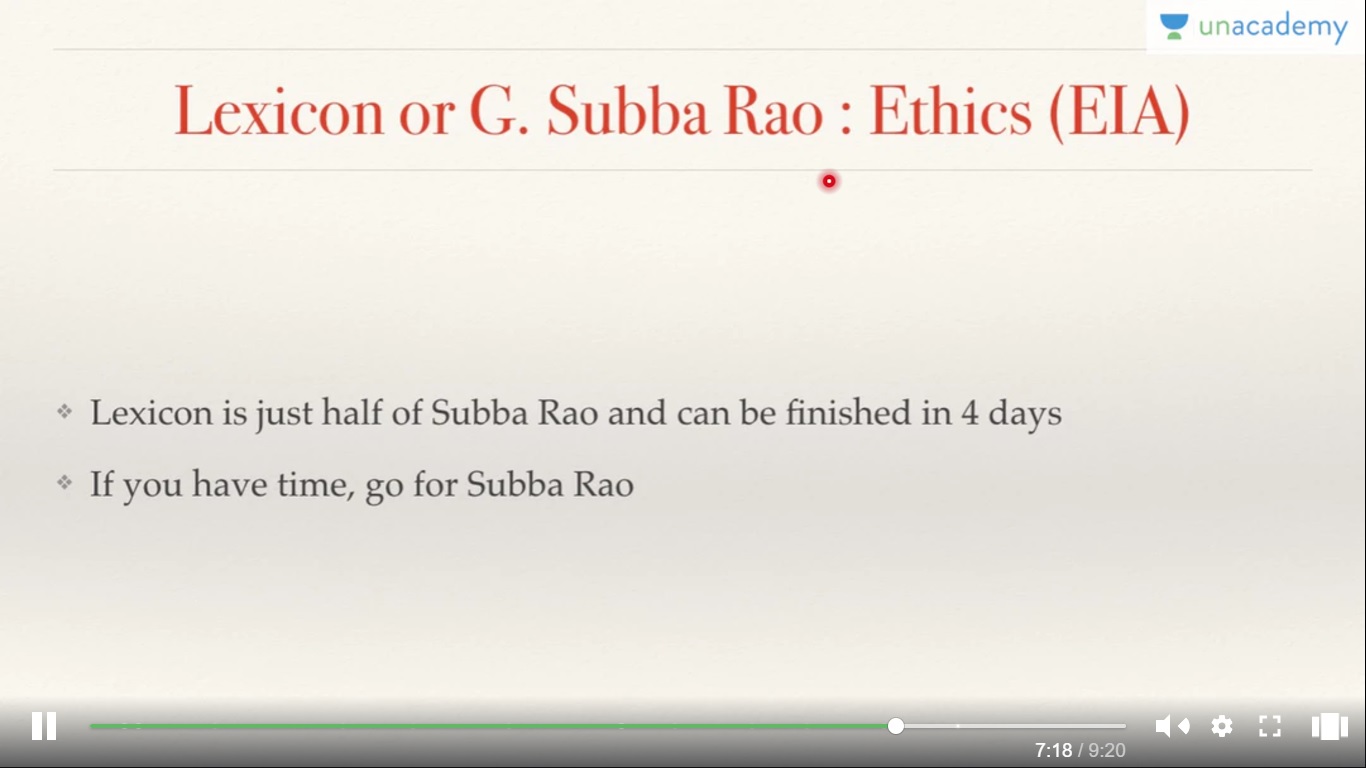 unacademy
Lexicon or G. Subba Rao : Ethics (EIA)
Lexicon is just half of Subba Rao and can be finished in 4 days
If you have time, go for Subba Rao
7:18 / 9:20